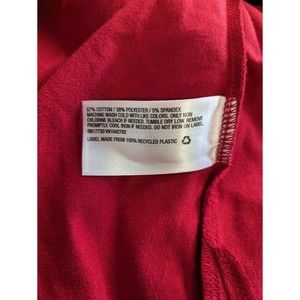 57% COTTON / 38% POLYESTER / 5% SPANDEX
MACHINE WASH COLD WITH LIKE COLORS. ONLY NON
CHLORINE BLEACH IF NEEDED. TUMBLE DRY LOW. REMOVE
PROMPTLY. COOL IRON IF NEEDED. DO NOT IRON ON LABEL.
LABEL MADE FROM 100% RECYCLED PLASTIC